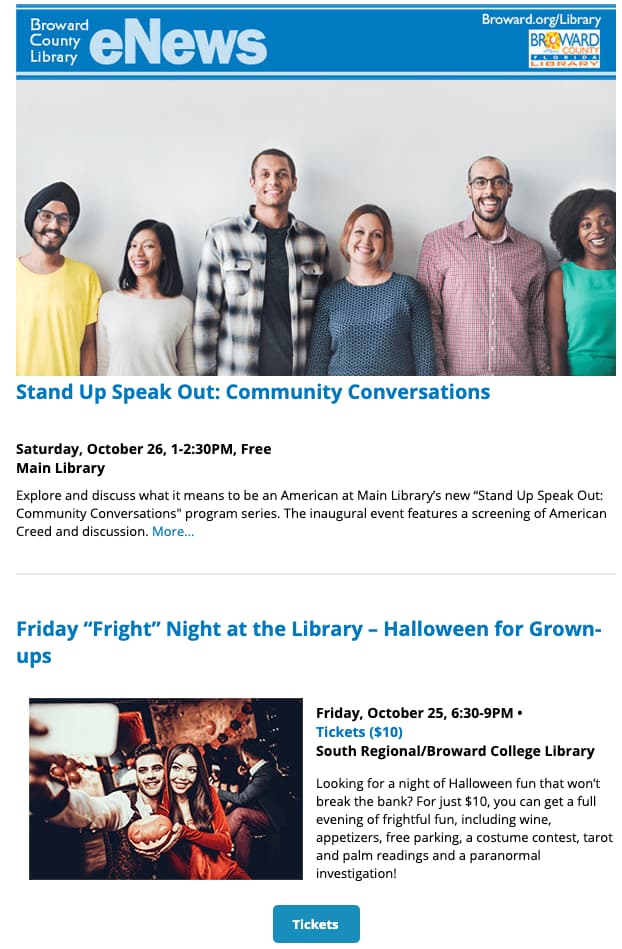 Broward
County
Library
eNews
Broward.org/Library
BROWARD
COUNTY
FLORIDA
LIBRARY
Stand Up Speak Out: Community Conversations
Saturday, October 26, 1-2:30PM, Free
Main Library
Explore and discuss what it means to be an American at Main Library’s new “Stand Up Speak Out:
Community Conversations" program series. The inaugural event features a screening of American
Creed and discussion. More...
Friday “Fright” Night at the Library – Halloween for Grown-
ups
Friday, October 25, 6:30-9PM •
Tickets ($10)
South Regional/Broward College Library
Looking for a night of Halloween fun that won’t
break the bank? For just $10, you can get a full
evening of frightful fun, including wine,
appetizers, free parking, a costume contest, tarot
and palm readings and a paranormal
investigation!
Tickets